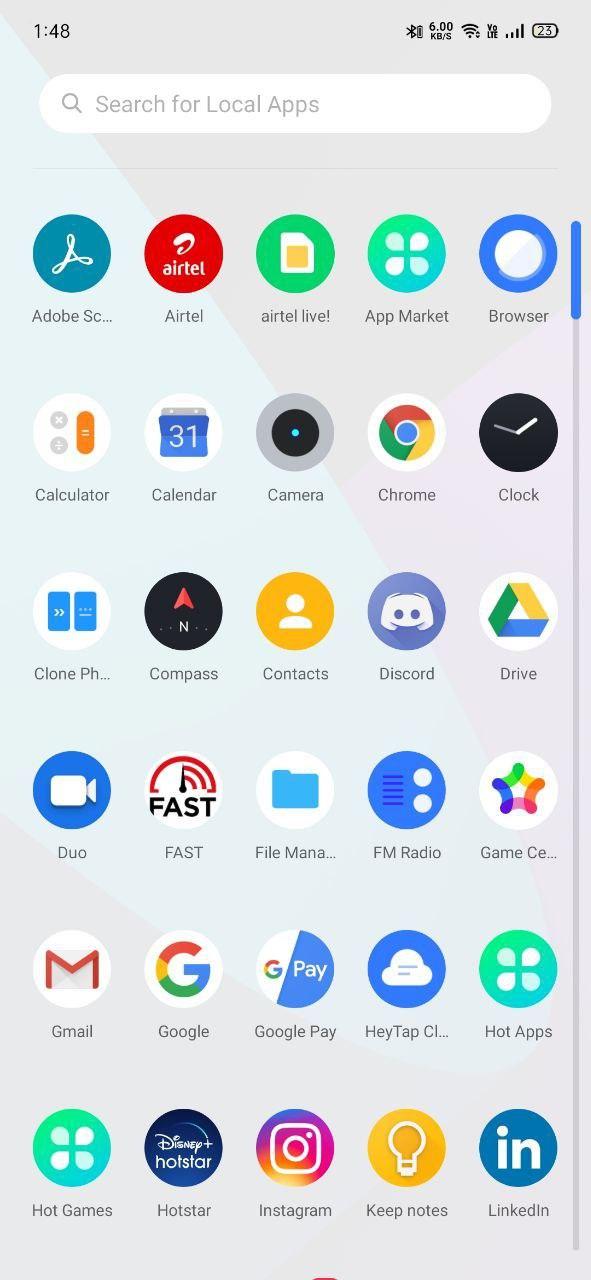 1:48 6.00 KB/S Vo LTE 23
Search for Local Apps
airtel
Adobe Sc... Airtel airtel live! App Market Browser
31
Calculator Calendar Camera Chrome Clock
N
Clone Ph... Compass Contacts Discord Drive
FAST
Duo FAST File Mana... FM Radio Game Ce...
G Pay
Gmail Google Google Pay HeyTap Cl... Hot Apps
Disney+ hotstar in
Hot Games Hotstar Instagram Keep notes LinkedIn